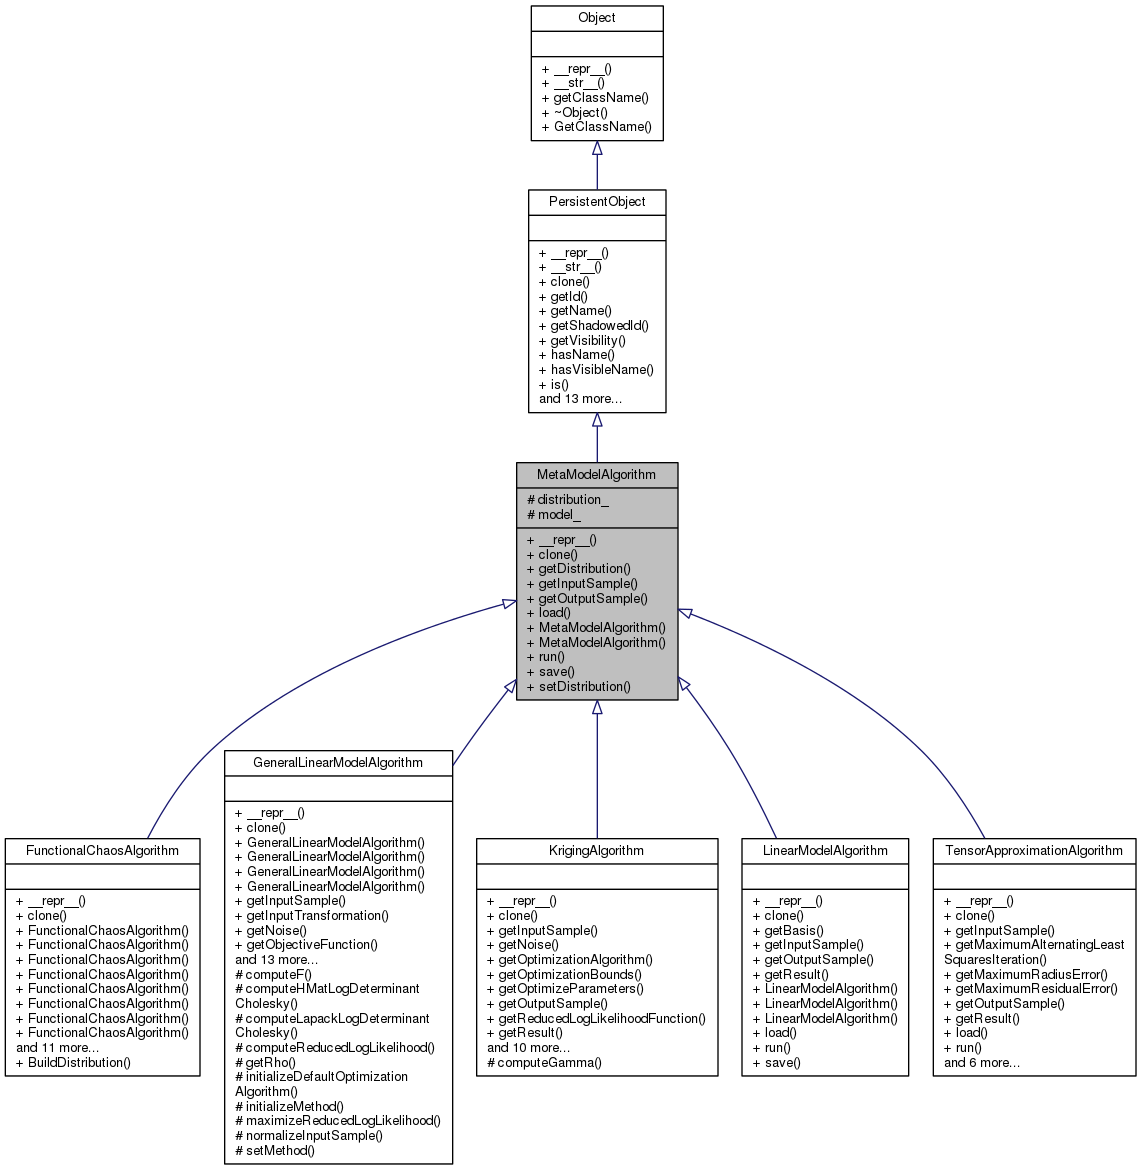 Object
+ __repr__()
+ __str__()
+ getClassName()
+ ~Object()
+ GetClassName()
PersistentObject
+ __repr__()
+ __str__()
+ clone()
+ getId()
+ getName()
+ getShadowedId()
+ getVisibility()
+ hasName()
+ hasVisibleName()
+ is()
and 13 more...
MetaModelAlgorithm
# distribution_
# model_
+ __repr__()
+ clone()
+ getDistribution()
+ getInputSample()
+ getOutputSample()
+ load()
+ MetaModelAlgorithm()
+ MetaModelAlgorithm()
+ run()
+ save()
+ setDistribution()
FunctionalChaosAlgorithm
+ __repr__()
+ clone()
+ FunctionalChaosAlgorithm()
+ FunctionalChaosAlgorithm()
+ FunctionalChaosAlgorithm()
+ FunctionalChaosAlgorithm()
+ FunctionalChaosAlgorithm()
+ FunctionalChaosAlgorithm()
+ FunctionalChaosAlgorithm()
+ FunctionalChaosAlgorithm()
and 11 more...
+ BuildDistribution()
GeneralLinearModelAlgorithm
+ __repr__()
+ clone()
+ GeneralLinearModelAlgorithm()
+ GeneralLinearModelAlgorithm()
+ GeneralLinearModelAlgorithm()
+ GeneralLinearModelAlgorithm()
+ getInputSample()
+ getInputTransformation()
+ getNoise()
+ getObjectiveFunction()
and 13 more...
# computeF()
# computeHMatLogDeterminant
Cholesky()
# computeLapackLogDeterminant
Cholesky()
# computeReducedLogLikelihood()
# getRho()
# initializeDefaultOptimization
Algorithm()
# initializeMethod()
# maximizeReducedLogLikelihood()
# normalizeInputSample()
# setMethod()
KrigingAlgorithm
+ __repr__()
+ clone()
+ getInputSample()
+ getNoise()
+ getOptimizationAlgorithm()
+ getOptimizationBounds()
+ getOptimizeParameters()
+ getOutputSample()
+ getReducedLogLikelihoodFunction()
+ getResult()
and 10 more...
# computeGamma()
LinearModelAlgorithm
+ __repr__()
+ clone()
+ getBasis()
+ getInputSample()
+ getOutputSample()
+ getResult()
+ LinearModelAlgorithm()
+ LinearModelAlgorithm()
+ LinearModelAlgorithm()
+ load()
+ run()
+ save()
TensorApproximationAlgorithm
+ __repr__()
+ clone()
+ getInputSample()
+ getMaximumAlternatingLeast
SquaresIteration()
+ getMaximumRadiusError()
+ getMaximumResidualError()
+ getOutputSample()
+ getResult()
+ load()
+ run()
and 6 more...